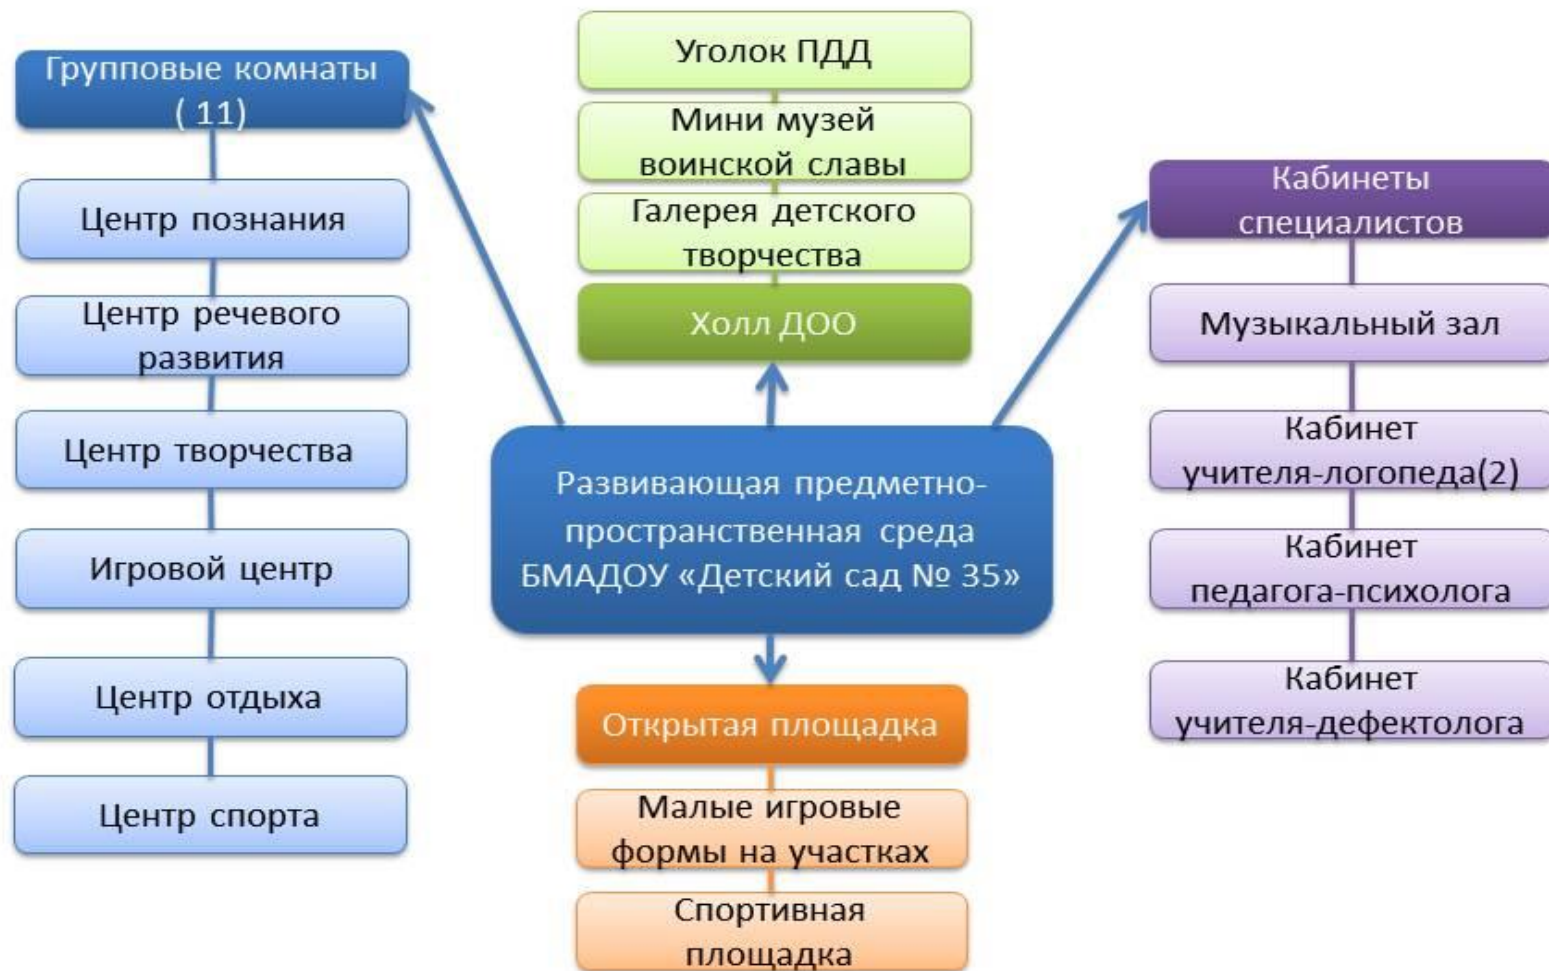 Групповые комнаты
( 11)
Центр познания
Центр речевого
развития
Центр творчества
Игровой центр
Центр отдыха
Центр спорта
Уголок ПДД
Мини музей
воинской славы
Галерея детского
творчества
Холл ДОО
Развивающая предметно-
пространственная среда
БМАДОУ «Детский сад № 35»
Открытая площадка
Малые игровые
формы на участках
Спортивная
площадка
Кабинеты
специалистов
Музыкальный зал
Кабинет
учителя-логопеда(2)
Кабинет
педагога-психолога
Кабинет
учителя-дефектолога